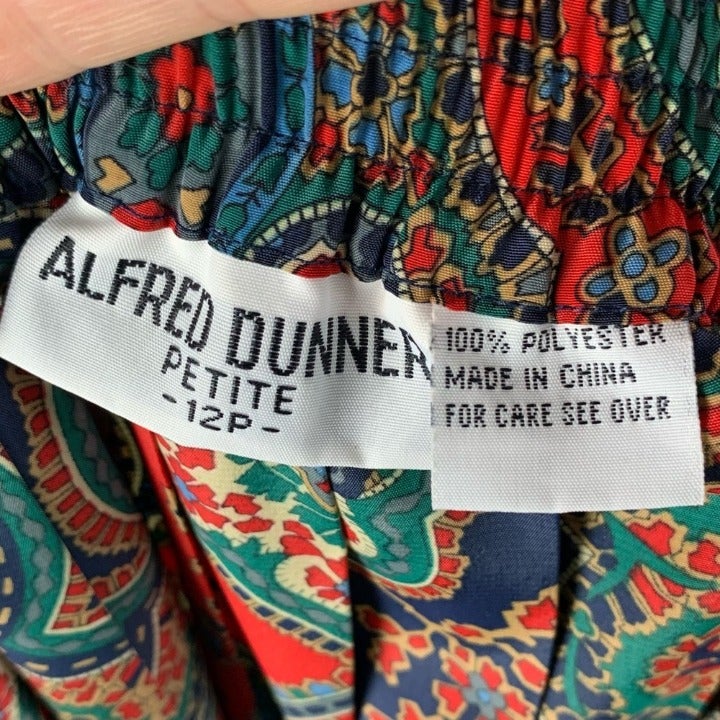 ALFRED DUNNER
PETITE
-12P-
100% POLYESTER
MADE IN CHINA
FOR CARE SEE OVER